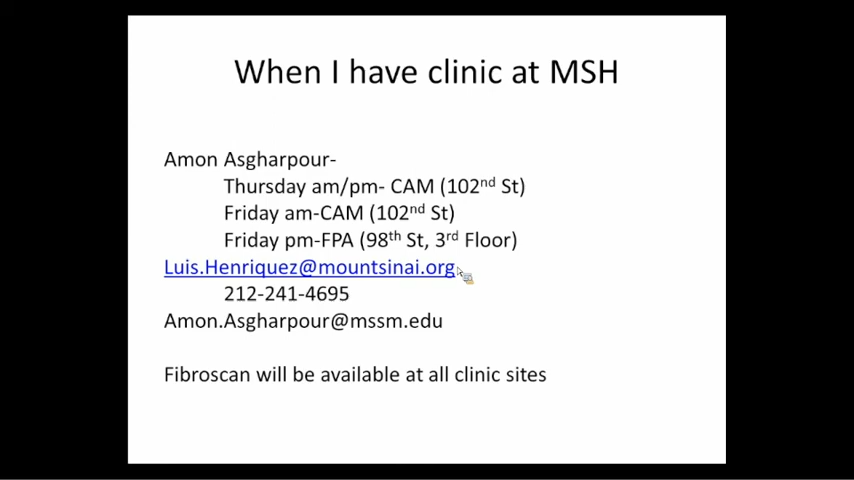 When I have clinic at MSH
Amon Asgharpour-
Thursday am/pm- CAM (102nd St)
Friday am-CAM (102nd St)
Friday pm-FPA (98th St, 3rd Floor)
Luis.Henriquez@mountsinai.org
212-241-4695
Amon.Asgharpour@mssm.edu
Fibroscan will be available at all clinic sites